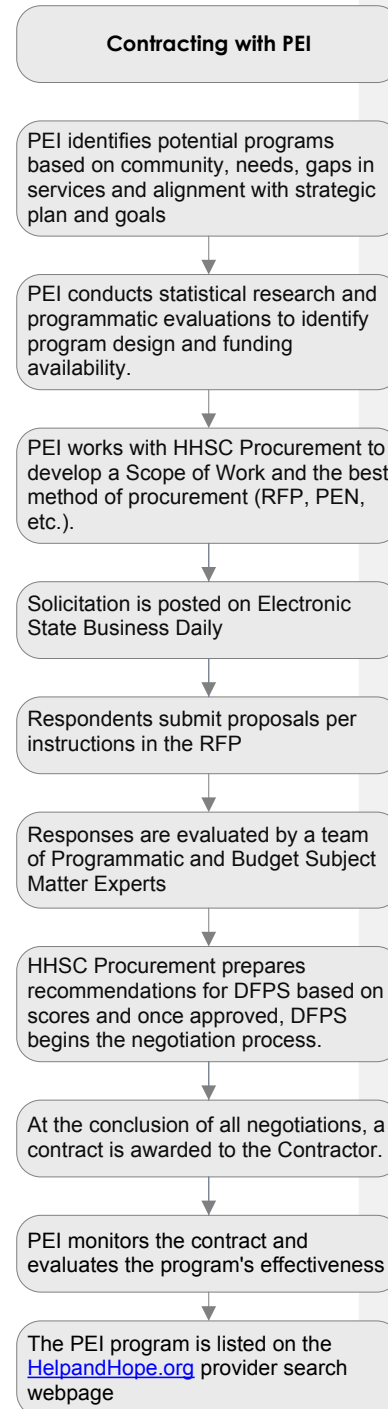 Contracting with PEI
PEI identifies potential programs
based on community, needs, gaps in
services and alignment with strategic
plan and goals
PEI conducts statistical research and
programmatic evaluations to identify
program design and funding
availability.
PEI works with HHSC Procurement to
develop a Scope of Work and the best
method of procurement (RFP, PEN,
etc.).
Solicitation is posted on Electronic
State Business Daily
Respondents submit proposals per
instructions in the RFP
Responses are evaluated by a team
of Programmatic and Budget Subject
Matter Experts
HHSC Procurement prepares
recommendations for DFPS based on
scores and once approved, DFPS
begins the negotiation process.
At the conclusion of all negotiations, a
contract is awarded to the Contractor.
PEI monitors the contract and
evaluates the program's effectiveness
The PEI program is listed on the
HelpandHope.org provider search
webpage